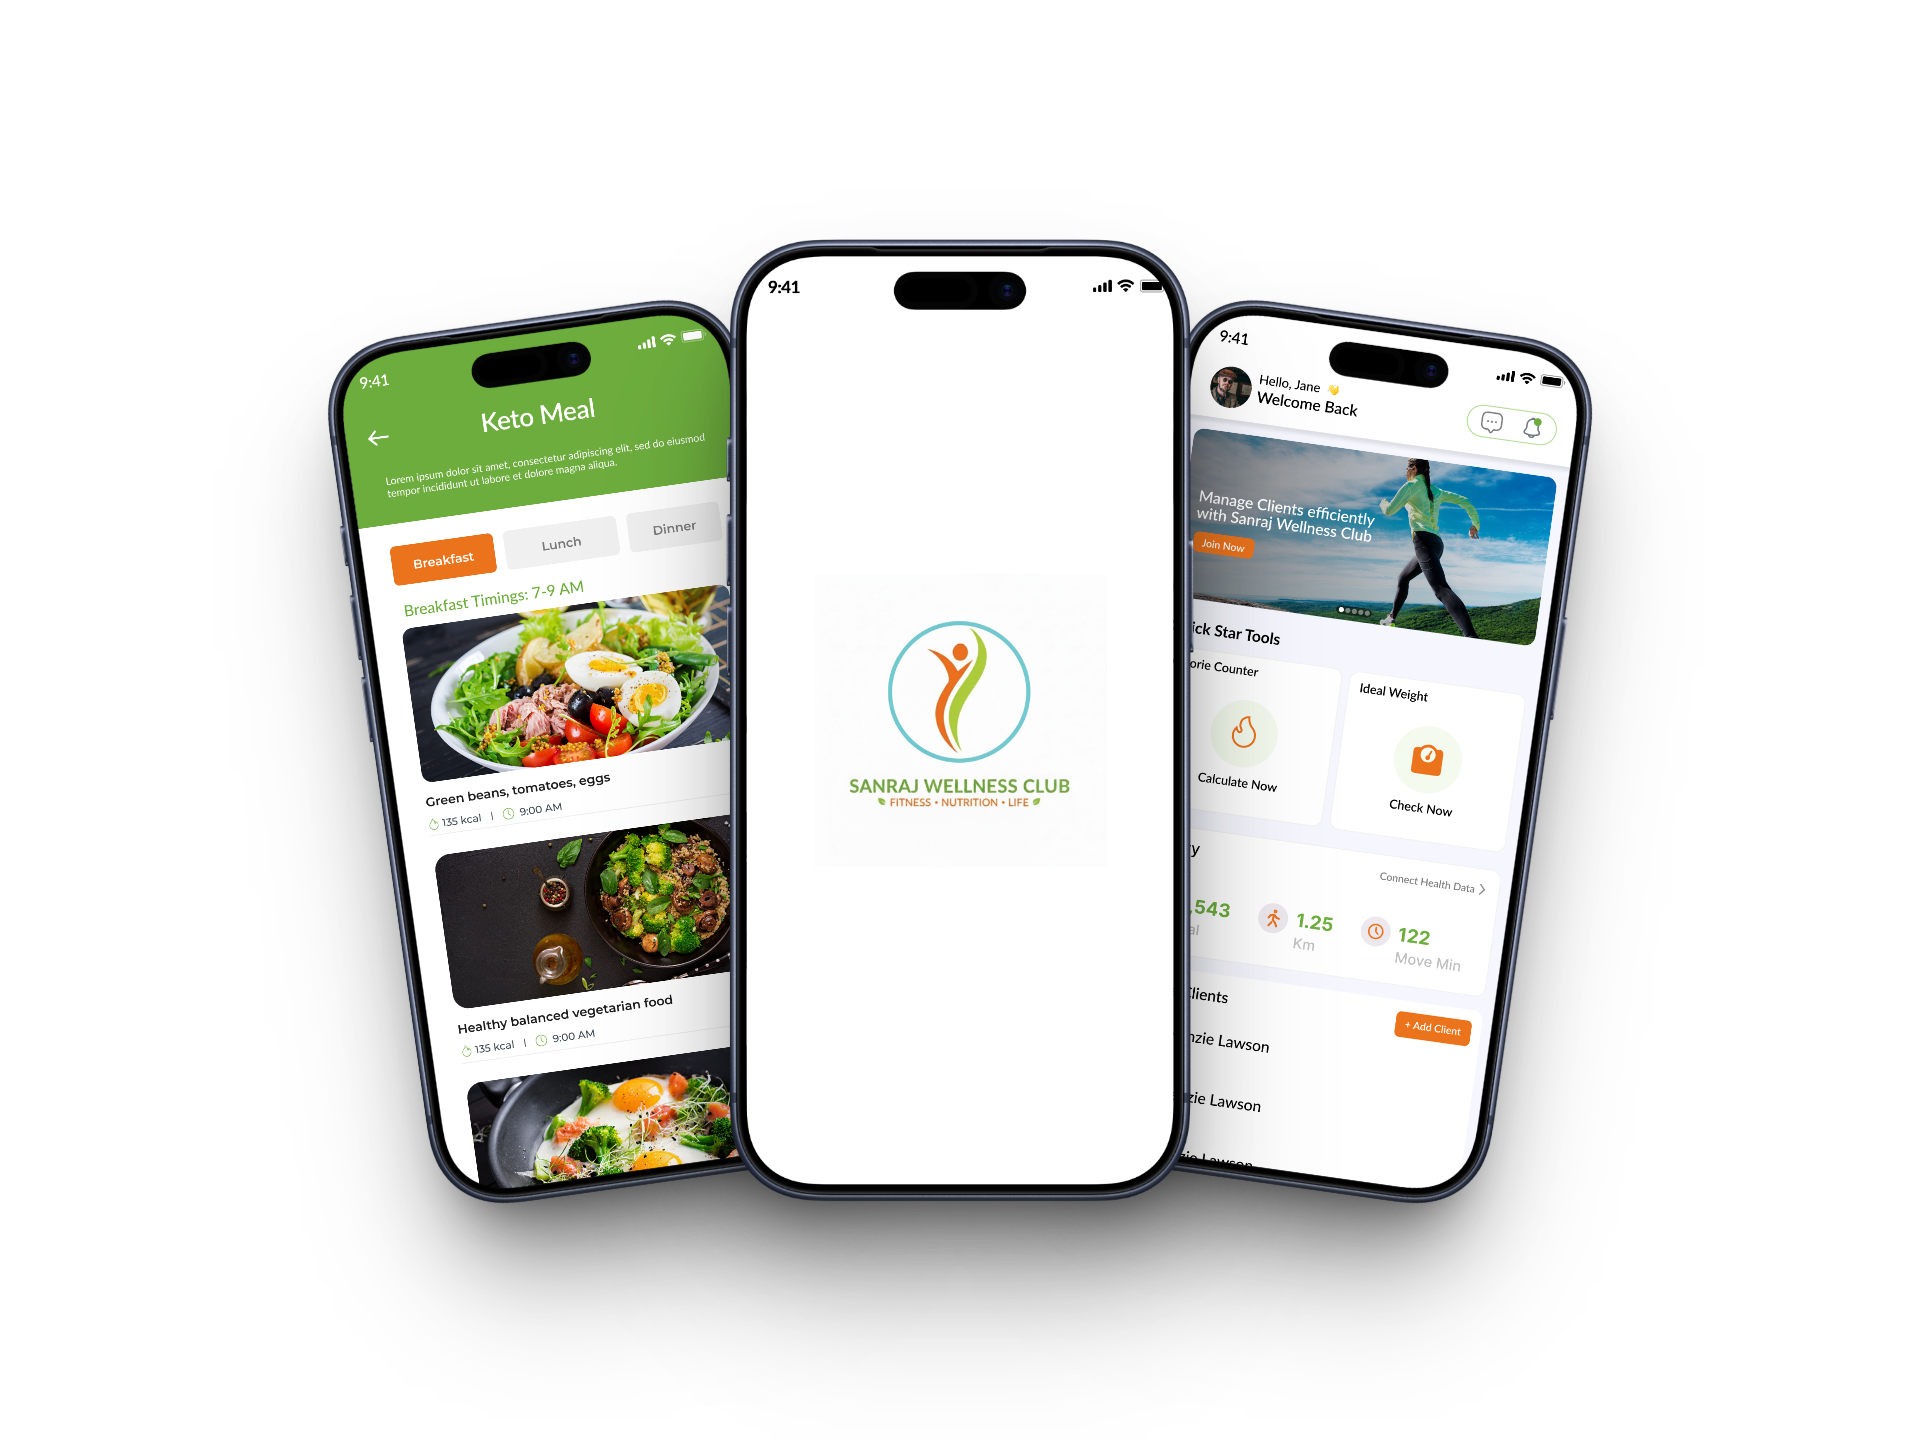 9:41
Keto Meal
Lorem ipsum dolor sit amet, consectetur adipiscing elit, sed do eiusmod
tempor incididunt ut labore et dolore magna aliqua.
Breakfast
Lunch
Dinner
Breakfast Timings: 7-9 AM
Green beans, tomatoes, eggs
135 kcal | 9:00 AM
Healthy balanced vegetarian food
135 kcal | 9:00 AM
9:41
SANRAJ WELLNESS CLUB
FITNESS • NUTRITION • LIFE
9:41
Hello, Jane 👋
Welcome Back
Manage Clients efficiently
with Sanraj Wellness Club
Join Now
ick Star Tools
orie Counter
Ideal Weight
Calculate Now
Check Now
y
Connect Health Data
,543
al
1.25
Km
122
Move Min
lients
+ Add Client
nzie Lawson
zie Lawson
zie Lawson